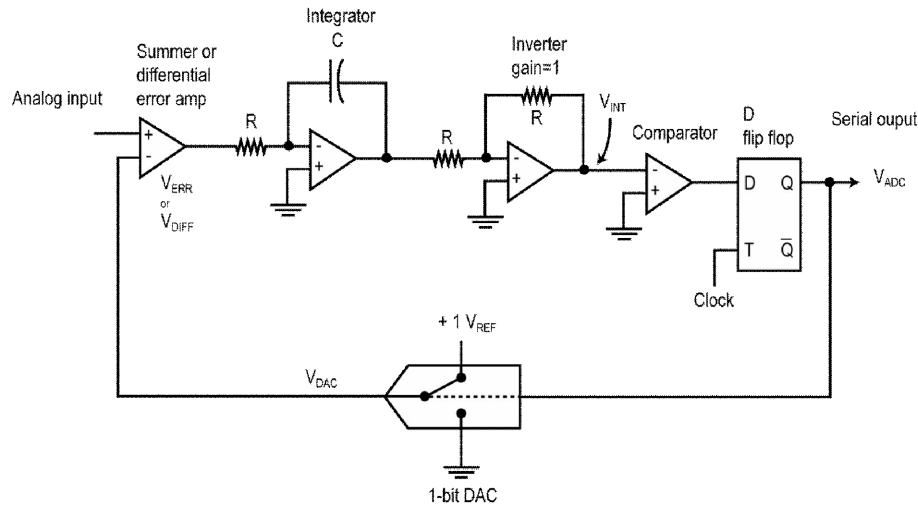 Integrator
C
Summer or
differential
error amp
Inverter
gain=1
Analog input
R
R
R
V_INT
Comparator
D
flip flop
Serial ouput
+
-
-
+
-
+
-
+
D
Q
V_ADC
T
Q̅
V_ERR
or
V_DIFF
Clock
+ 1 V_REF
V_DAC
1-bit DAC